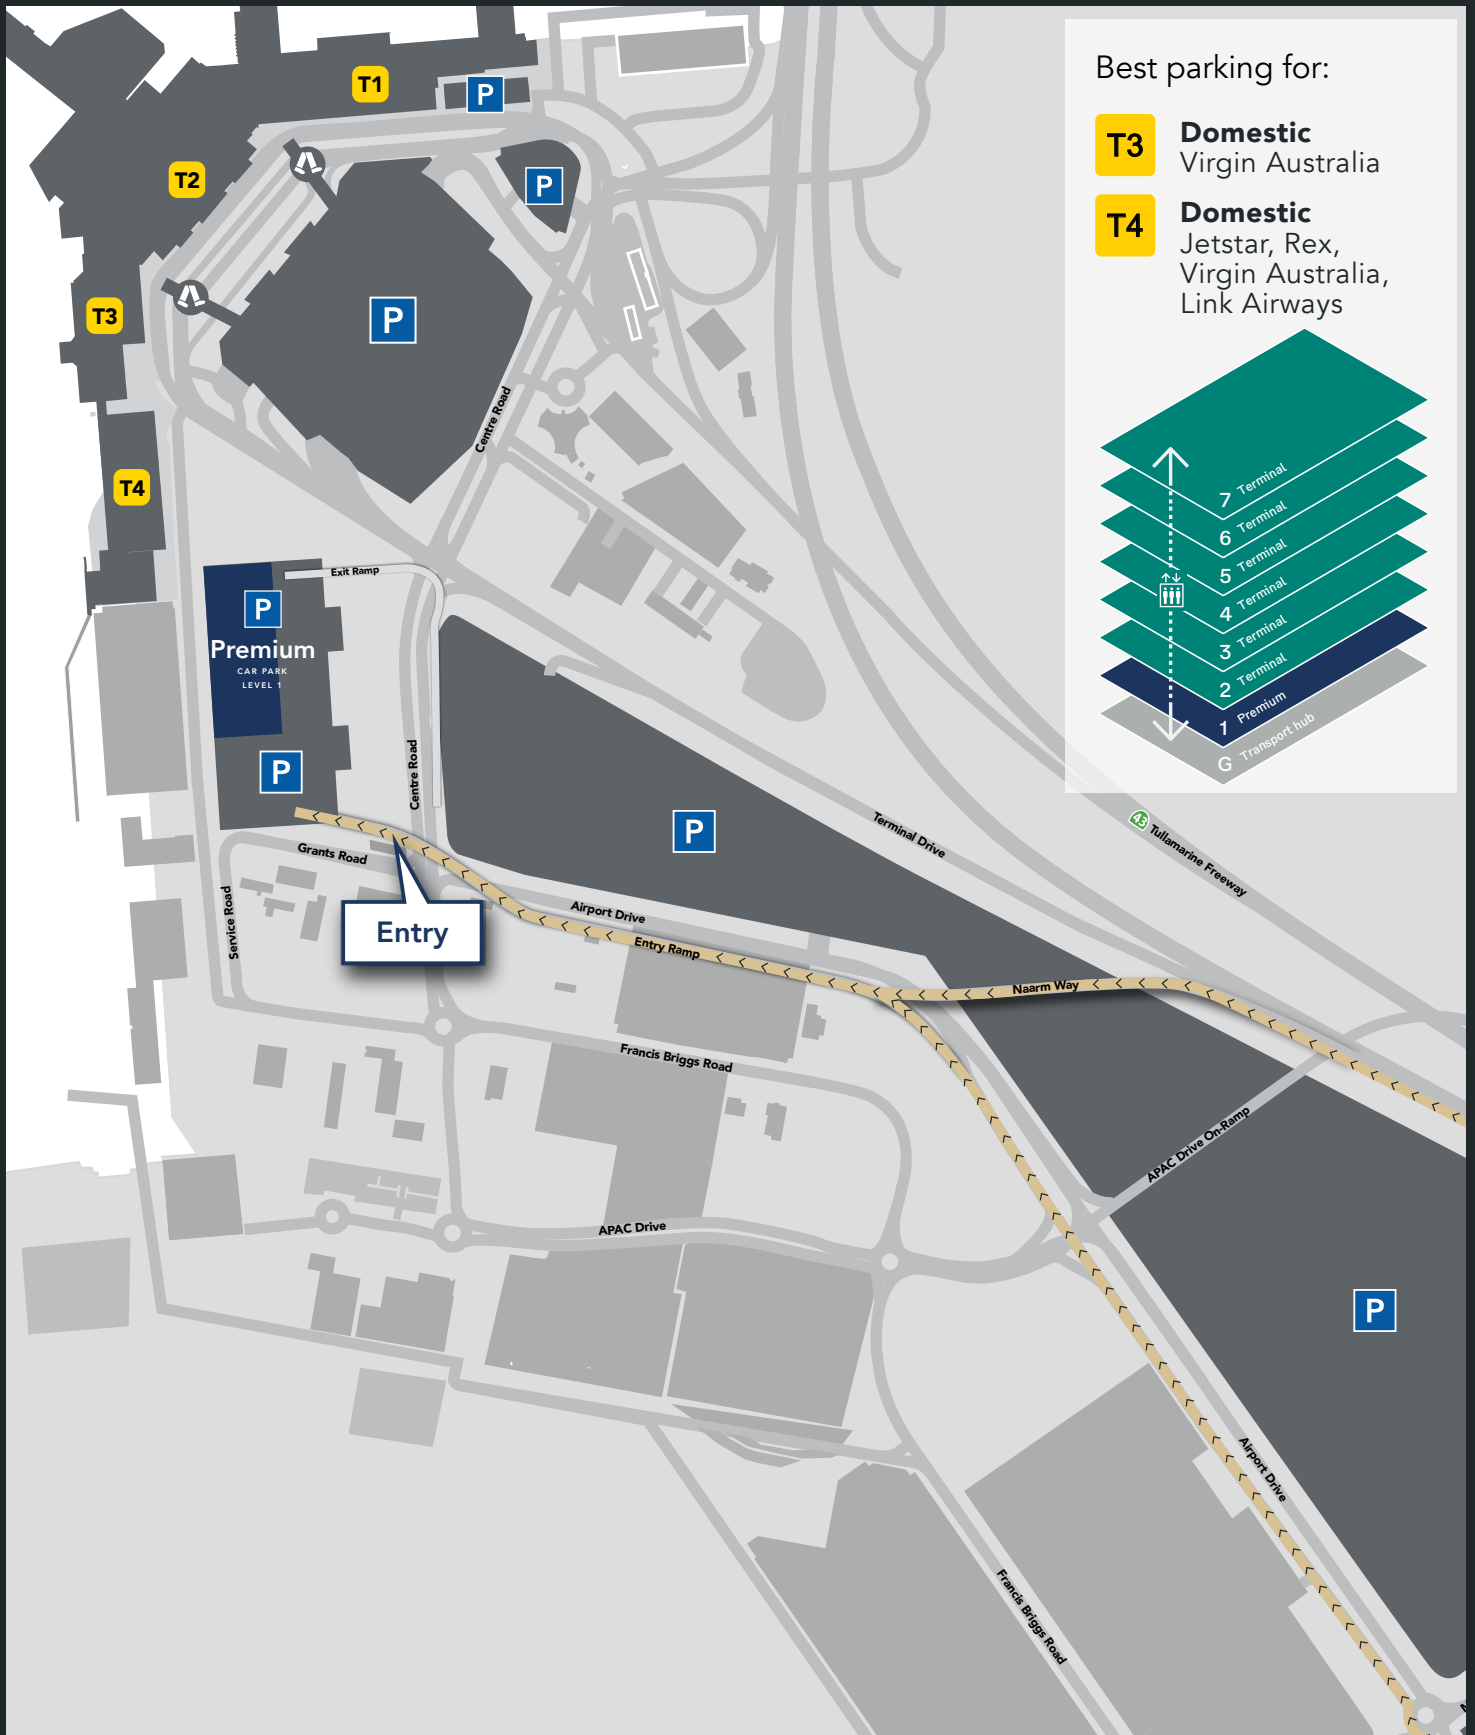 T1
P
T2
P
T3
P
T4
Best parking for:
T3
Domestic
Virgin Australia
T4
Domestic
Jetstar, Rex,
Virgin Australia,
Link Airways
7 Terminal
6 Terminal
5 Terminal
4 Terminal
3 Terminal
2 Terminal
1 Premium
G Transport hub
Centre Road
Exit Ramp
P
Premium
CAR PARK
LEVEL 1
P
Centre Road
P
Terminal Drive
43 Tullamarine Freeway
Grants Road
Service Road
Entry
Airport Drive
Entry Ramp
Naarm Way
Francis Briggs Road
APAC Drive On-Ramp
APAC Drive
P
Airport Drive
Francis Briggs Road